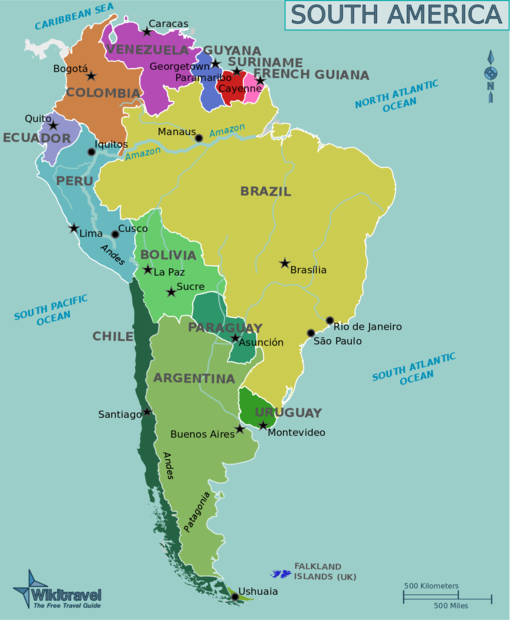 SOUTH AMERICA
CARIBBEAN SEA
Caracas
VENEZUELA
GUYANA
Georgetown
SURINAME
Bogotá
Paramaribo
FRENCH GUIANA
Cayenne
COLOMBIA
NORTH ATLANTIC
OCEAN
N
Quito
Manaus
Amazon
ECUADOR
Iquitos
Amazon
PERU
BRAZIL
Lima
Cusco
Andes
BOLIVIA
La Paz
Brasília
Sucre
SOUTH PACIFIC
OCEAN
CHILE
PARAGUAY
Rio de Janeiro
Asunción
São Paulo
SOUTH ATLANTIC
OCEAN
ARGENTINA
Santiago
URUGUAY
Buenos Aires
Montevideo
Andes
Patagonia
FALKLAND
ISLANDS (UK)
Ushuaia
Wikitravel
The Free Travel Guide
500 Kilometers
500 Miles